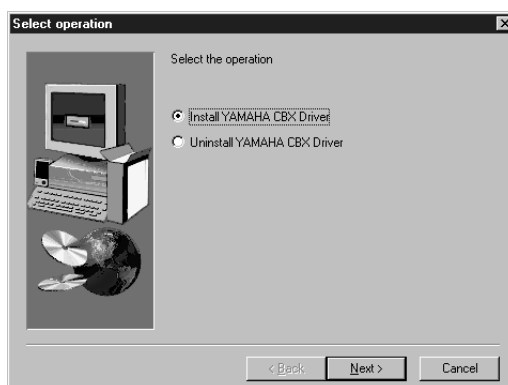 Select operation
Select the operation
Install YAMAHA CBX Driver
Uninstall YAMAHA CBX Driver
< Back
Next >
Cancel